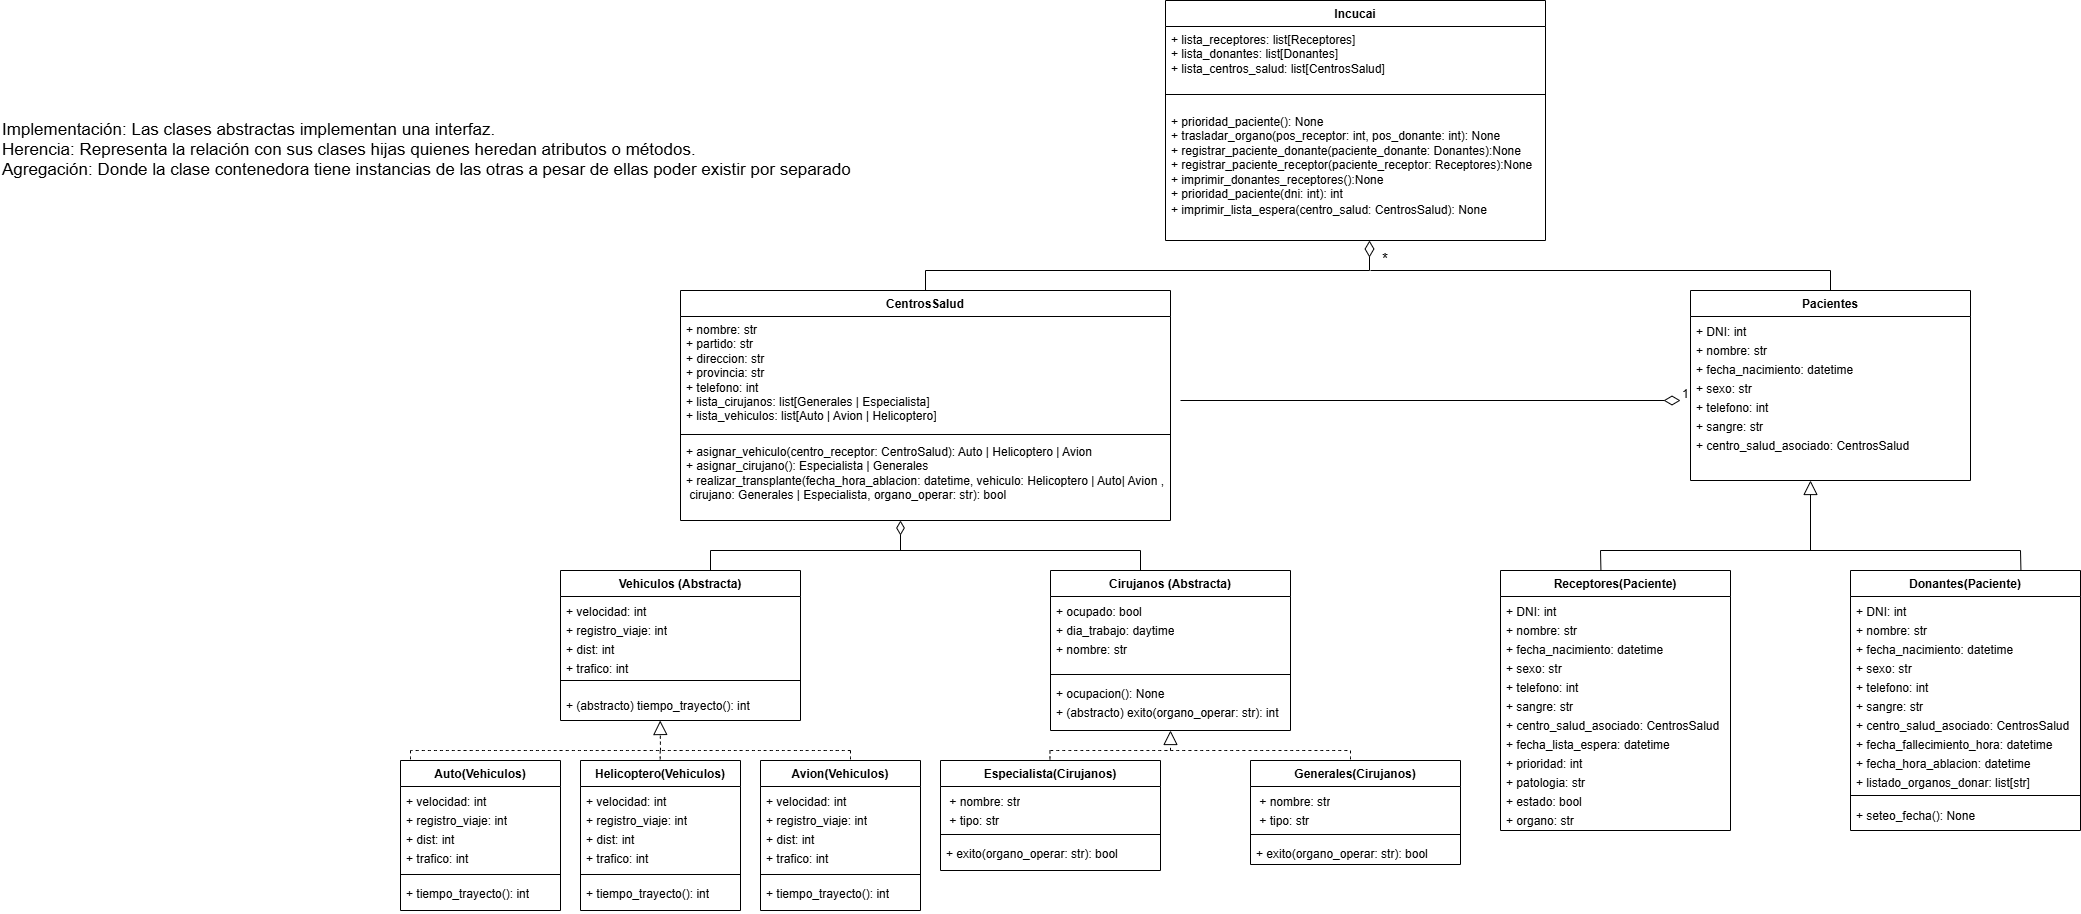 Incucai
+ lista_receptores: list[Receptores]
+ lista_donantes: list[Donantes]
+ lista_centros_salud: list[CentrosSalud]
+ prioridad_paciente(): None
+ trasladar_organo(pos_receptor: int, pos_donante: int): None
+ registrar_paciente_donante(paciente_donante: Donantes):None
+ registrar_paciente_receptor(paciente_receptor: Receptores):None
+ imprimir_donantes_receptores():None
+ prioridad_paciente(dni: int): int
+ imprimir_lista_espera(centro_salud: CentrosSalud): None
Implementación: Las clases abstractas implementan una interfaz.
Herencia: Representa la relación con sus clases hijas quienes heredan atributos o métodos.
Agregación: Donde la clase contenedora tiene instancias de las otras a pesar de ellas poder existir por separado
*
CentrosSalud
+ nombre: str
+ partido: str
+ direccion: str
+ provincia: str
+ telefono: int
+ lista_cirujanos: list[Generales | Especialista]
+ lista_vehiculos: list[Auto | Avion | Helicoptero]
+ asignar_vehiculo(centro_receptor: CentroSalud): Auto | Helicoptero | Avion
+ asignar_cirujano(): Especialista | Generales
+ realizar_transplante(fecha_hora_ablacion: datetime, vehiculo: Helicoptero | Auto| Avion ,
cirujano: Generales | Especialista, organo_operar: str): bool
1
Pacientes
+ DNI: int
+ nombre: str
+ fecha_nacimiento: datetime
+ sexo: str
+ telefono: int
+ sangre: str
+ centro_salud_asociado: CentrosSalud
Vehiculos (Abstracta)
+ velocidad: int
+ registro_viaje: int
+ dist: int
+ trafico: int
+ (abstracto) tiempo_trayecto(): int
Cirujanos (Abstracta)
+ ocupado: bool
+ dia_trabajo: daytime
+ nombre: str
+ ocupacion(): None
+ (abstracto) exito(organo_operar: str): int
Receptores(Paciente)
+ DNI: int
+ nombre: str
+ fecha_nacimiento: datetime
+ sexo: str
+ telefono: int
+ sangre: str
+ centro_salud_asociado: CentrosSalud
+ fecha_lista_espera: datetime
+ prioridad: int
+ patologia: str
+ estado: bool
+ organo: str
Donantes(Paciente)
+ DNI: int
+ nombre: str
+ fecha_nacimiento: datetime
+ sexo: str
+ telefono: int
+ sangre: str
+ centro_salud_asociado: CentrosSalud
+ fecha_fallecimiento_hora: datetime
+ fecha_hora_ablacion: datetime
+ listado_organos_donar: list[str]
+ seteo_fecha(): None
Auto(Vehiculos)
+ velocidad: int
+ registro_viaje: int
+ dist: int
+ trafico: int
+ tiempo_trayecto(): int
Helicoptero(Vehiculos)
+ velocidad: int
+ registro_viaje: int
+ dist: int
+ trafico: int
+ tiempo_trayecto(): int
Avion(Vehiculos)
+ velocidad: int
+ registro_viaje: int
+ dist: int
+ trafico: int
+ tiempo_trayecto(): int
Especialista(Cirujanos)
+ nombre: str
+ tipo: str
+ exito(organo_operar: str): bool
Generales(Cirujanos)
+ nombre: str
+ tipo: str
+ exito(organo_operar: str): bool